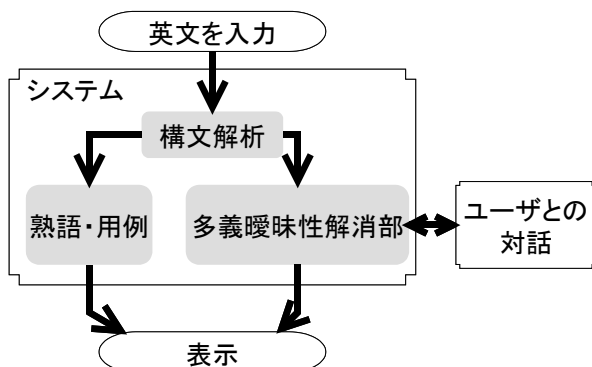 英文を入力
システム
構文解析
熟語・用例
多義曖昧性解消部
ユーザとの
対話
表示